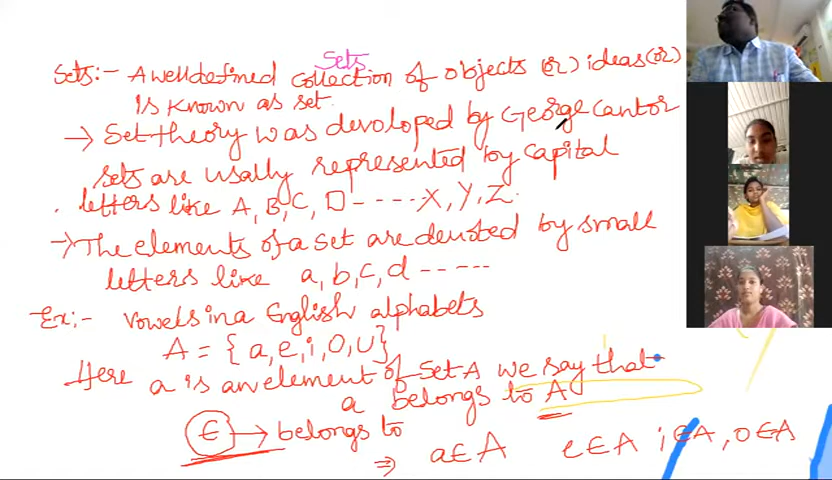 Sets
Sets:- A welldefined collection of objects (or) ideas (or)
is known as set.
→ Set theory was devoloped by George cantor
sets are usally represented by capital
letters like A, B, C, D ----- X, Y, Z.
→ The elements of a set are denoted by small
letters like a, b, c, d -----
Ex:- vowels in a English alphabets
A = { a, e, i, o, u }
Here a is an element of Set A we say that
a belongs to A
∈ → belongs to
⇒ a∈A e∈A i∈A, o∈A